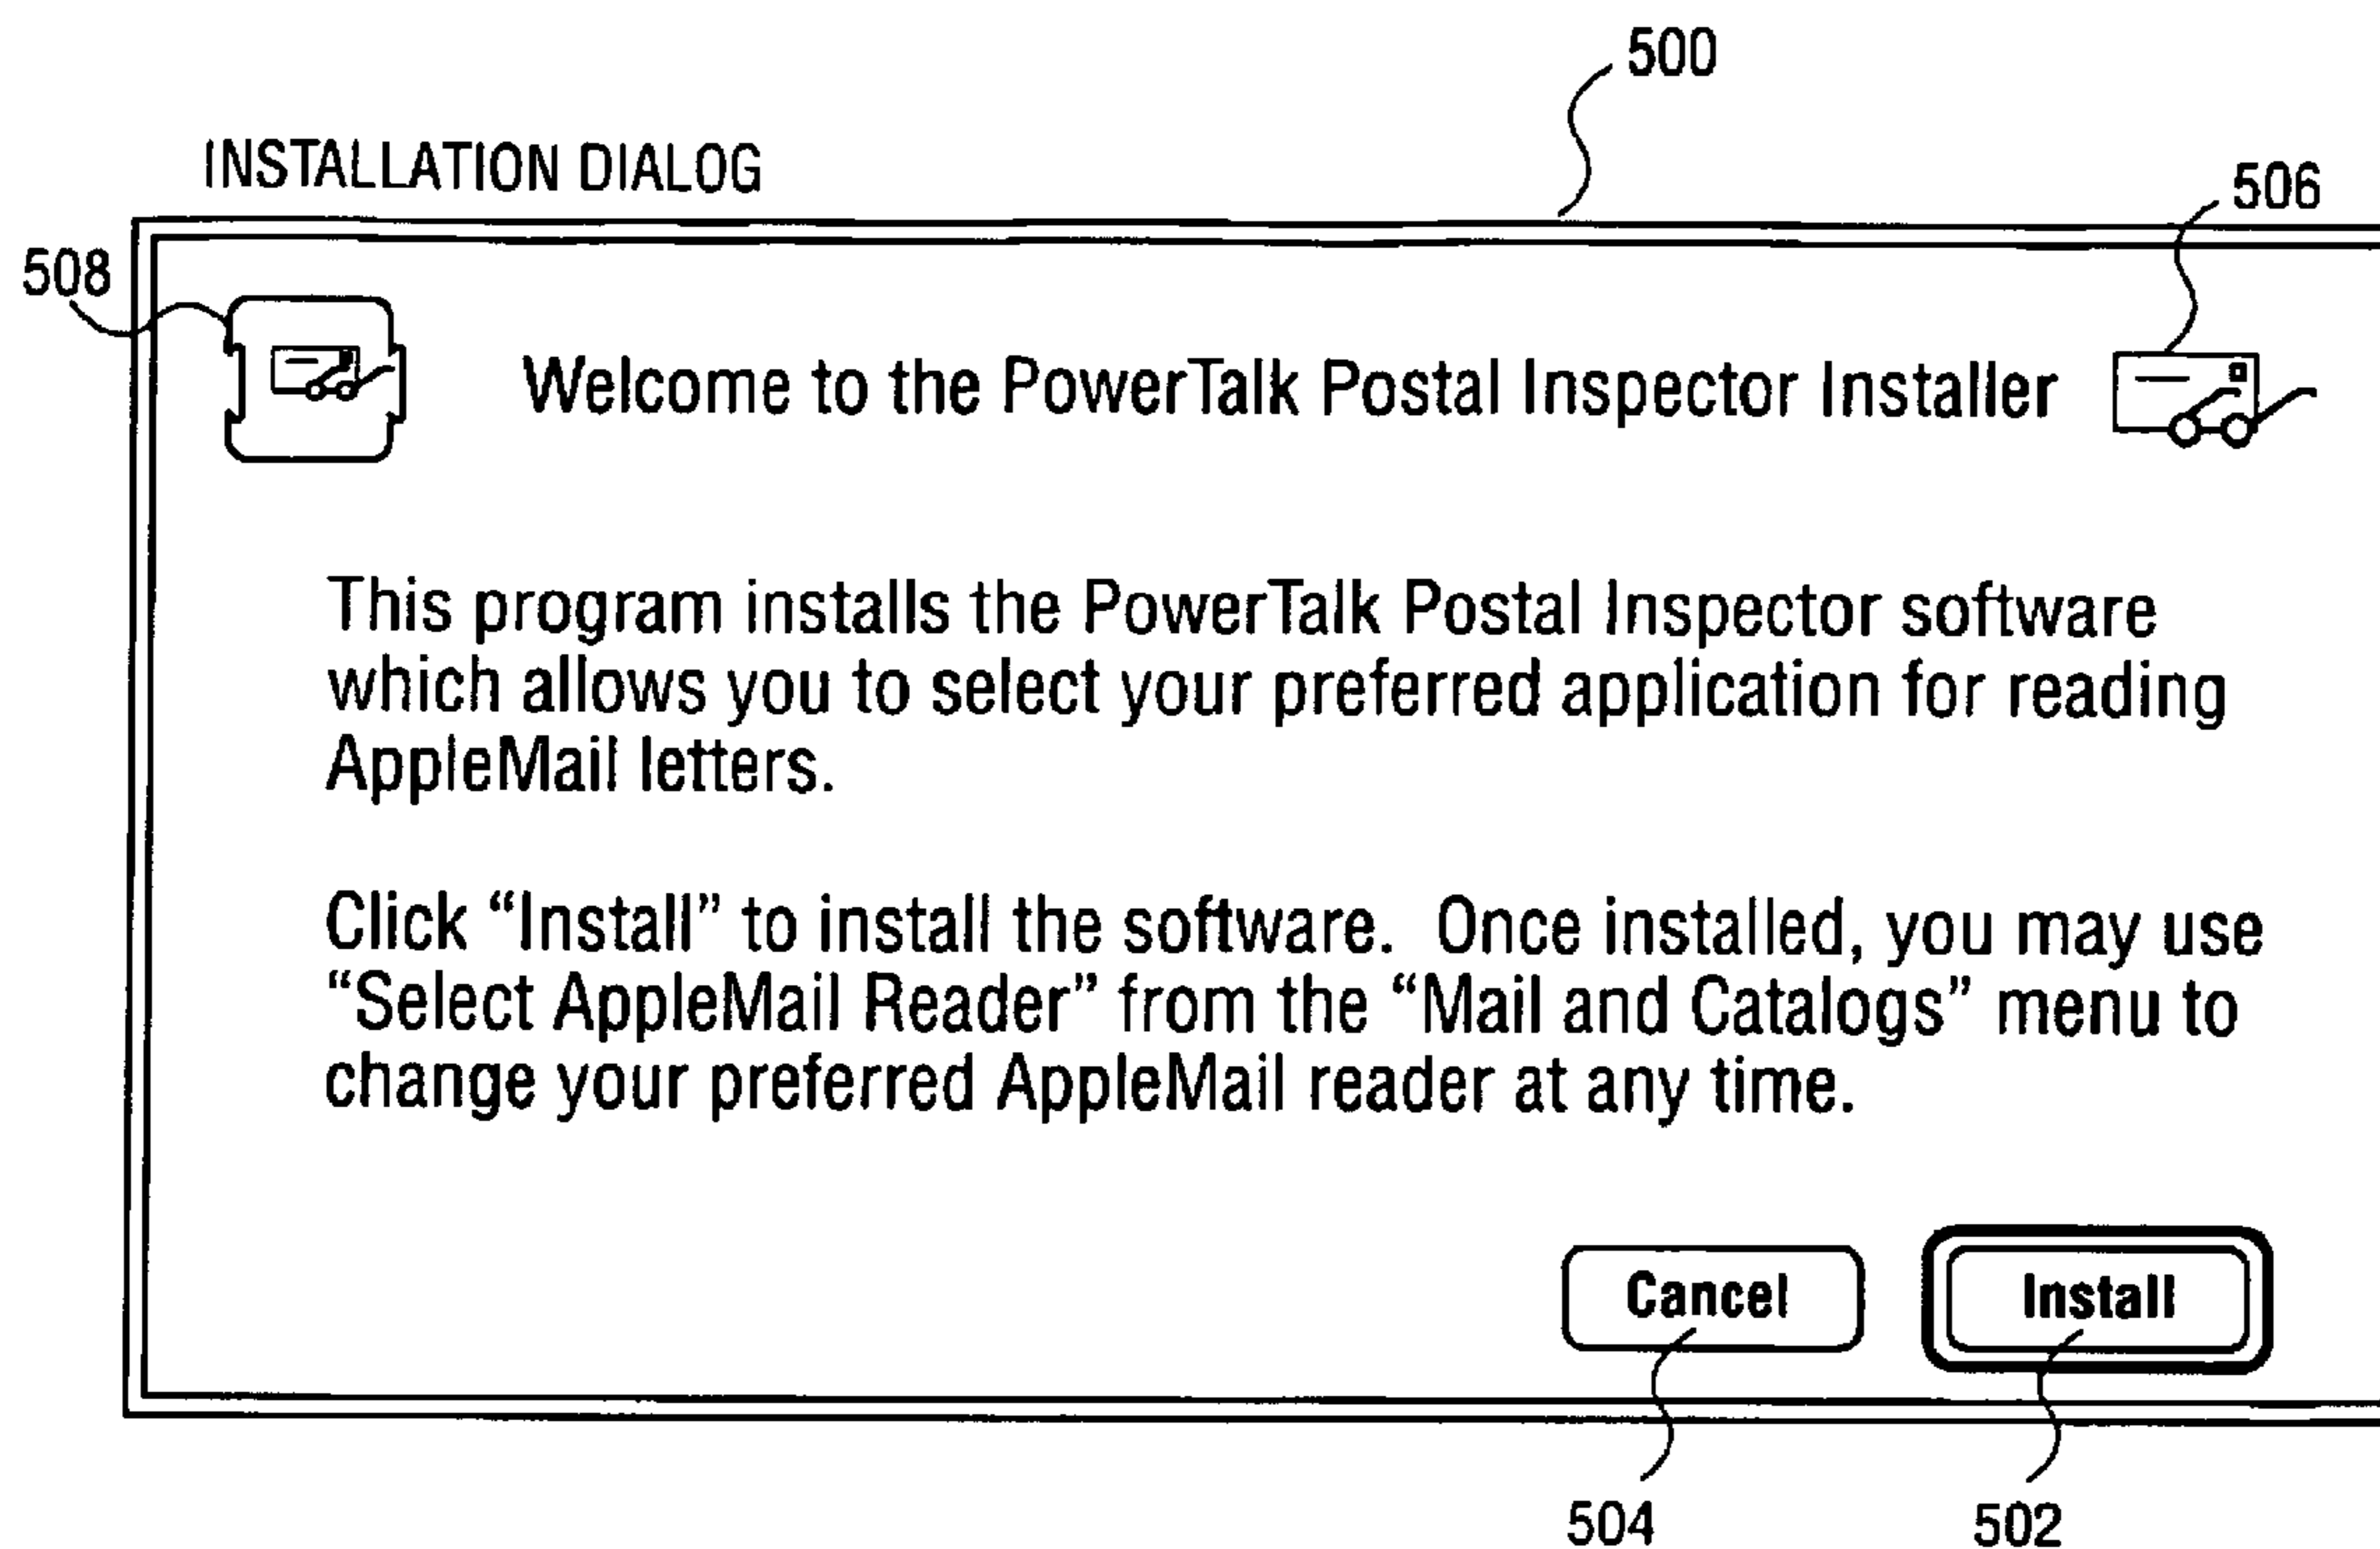 500
INSTALLATION DIALOG
506
508
Welcome to the PowerTalk Postal Inspector Installer
This program installs the PowerTalk Postal Inspector software
which allows you to select your preferred application for reading
AppleMail letters.
Click “Install” to install the software.  Once installed, you may use
“Select AppleMail Reader” from the “Mail and Catalogs” menu to
change your preferred AppleMail reader at any time.
Cancel Install
504 502